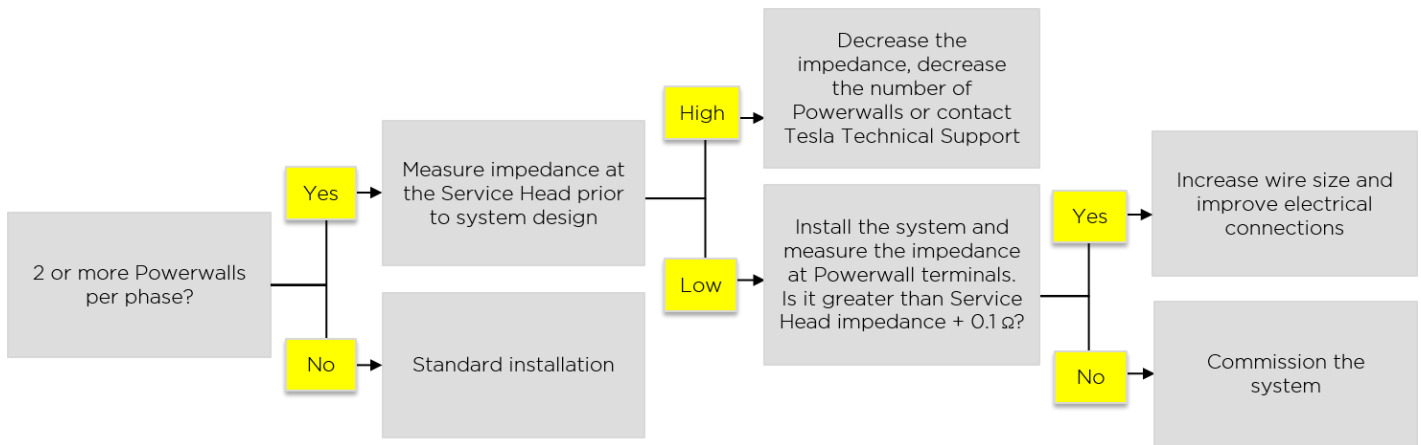 2 or more Powerwalls
per phase?
Yes
No
Measure impedance at
the Service Head prior
to system design
Standard installation
High
Low
Decrease the
impedance, decrease
the number of
Powerwalls or contact
Tesla Technical Support
Install the system and
measure the impedance
at Powerwall terminals.
Is it greater than Service
Head impedance + 0.1 Ω?
Yes
No
Increase wire size and
improve electrical
connections
Commission the
system